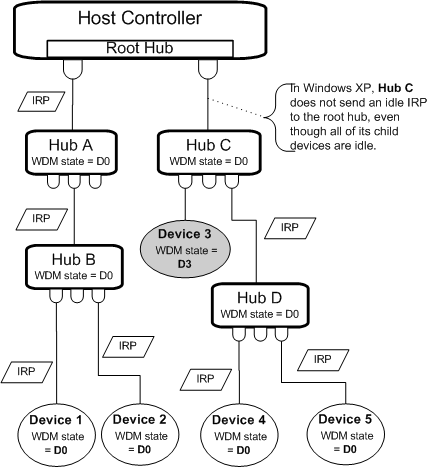 Host Controller
Root Hub
IRP
In Windows XP, Hub C
does not send an idle IRP
to the root hub, even
though all of its child
devices are idle.
Hub A
WDM state = D0
Hub C
WDM state = D0
IRP
IRP
Device 3
WDM state =
D3
Hub B
WDM state = D0
Hub D
WDM state = D0
IRP
IRP
IRP
IRP
Device 1
WDM state
= D0
Device 2
WDM state
= D0
Device 4
WDM state
= D0
Device 5
WDM state
= D0